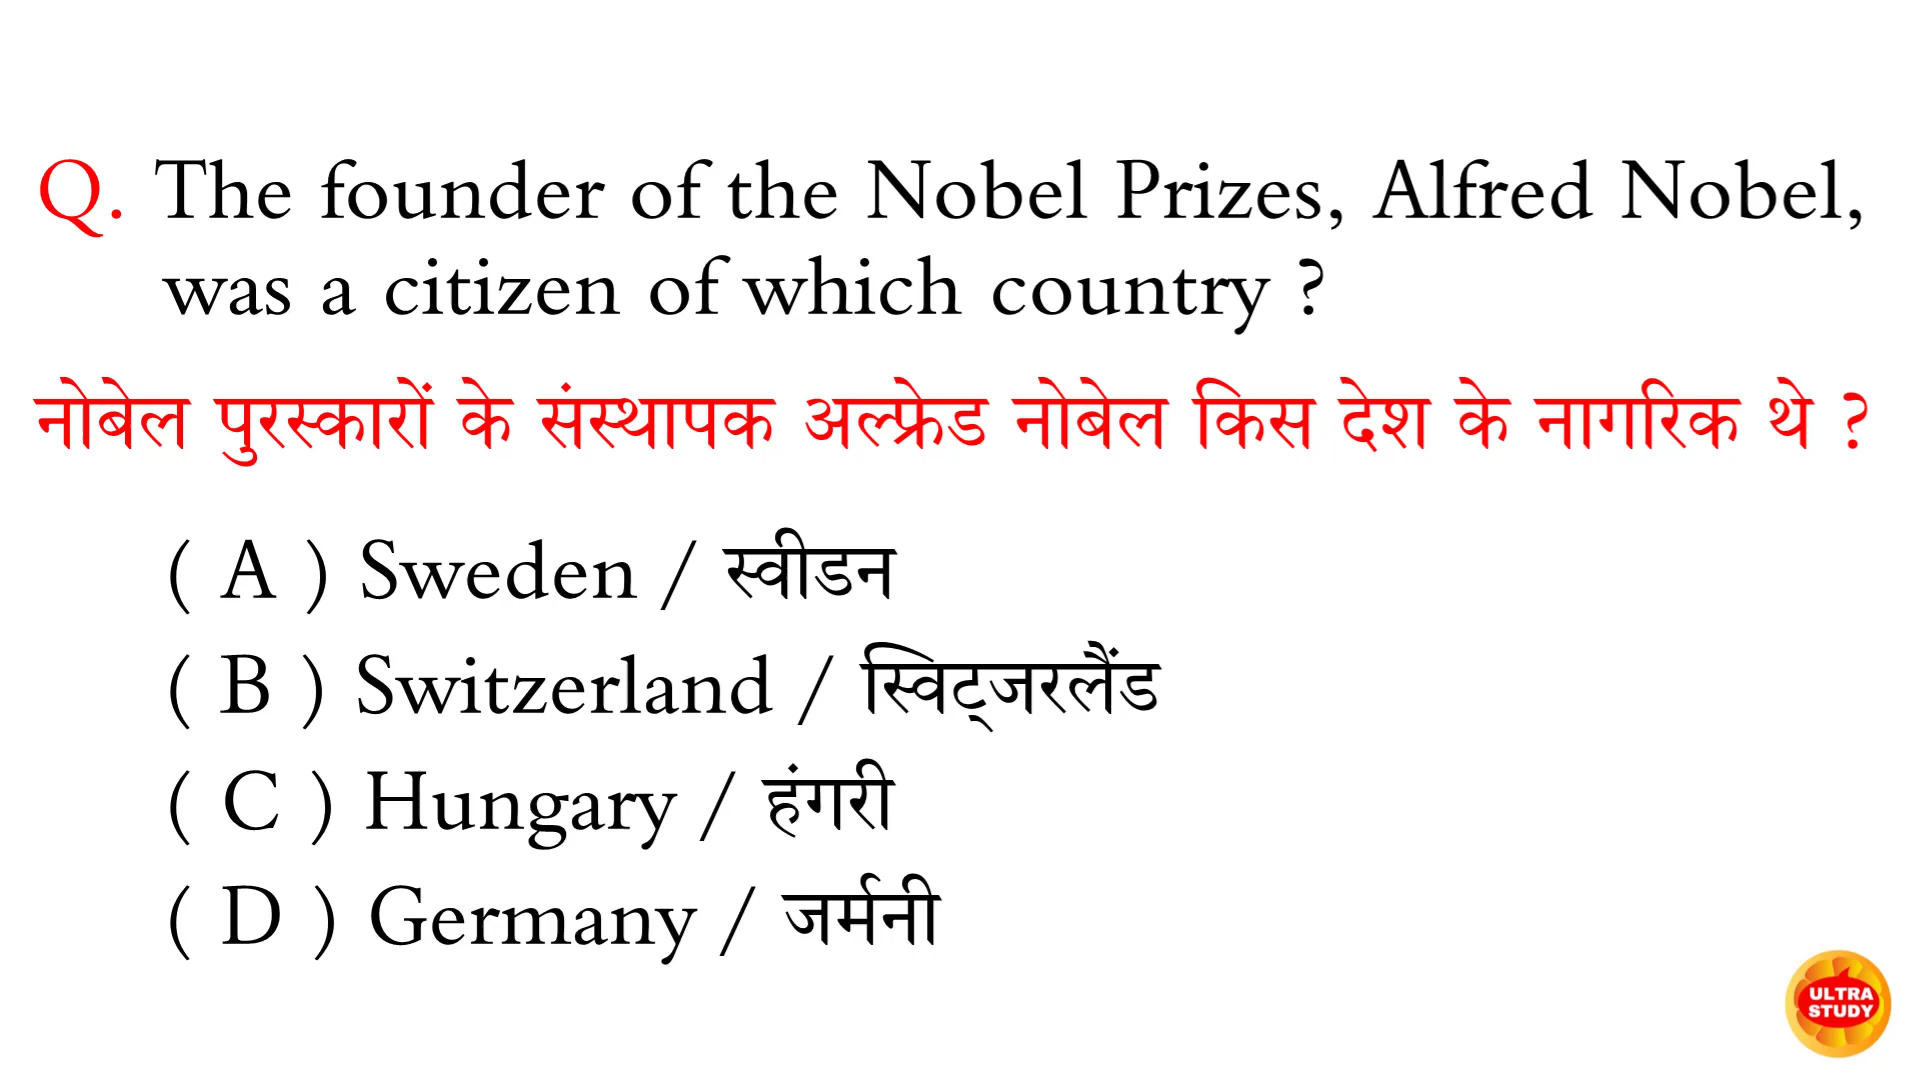 Q. The founder of the Nobel Prizes, Alfred Nobel,
was a citizen of which country ?
नोबेल पुरस्कारों के संस्थापक अल्फ्रेड नोबेल किस देश के नागरिक थे ?
( A ) Sweden / स्वीडन
( B ) Switzerland / स्विट्जरलैंड
( C ) Hungary / हंगरी
( D ) Germany / जर्मनी
ULTRA
STUDY